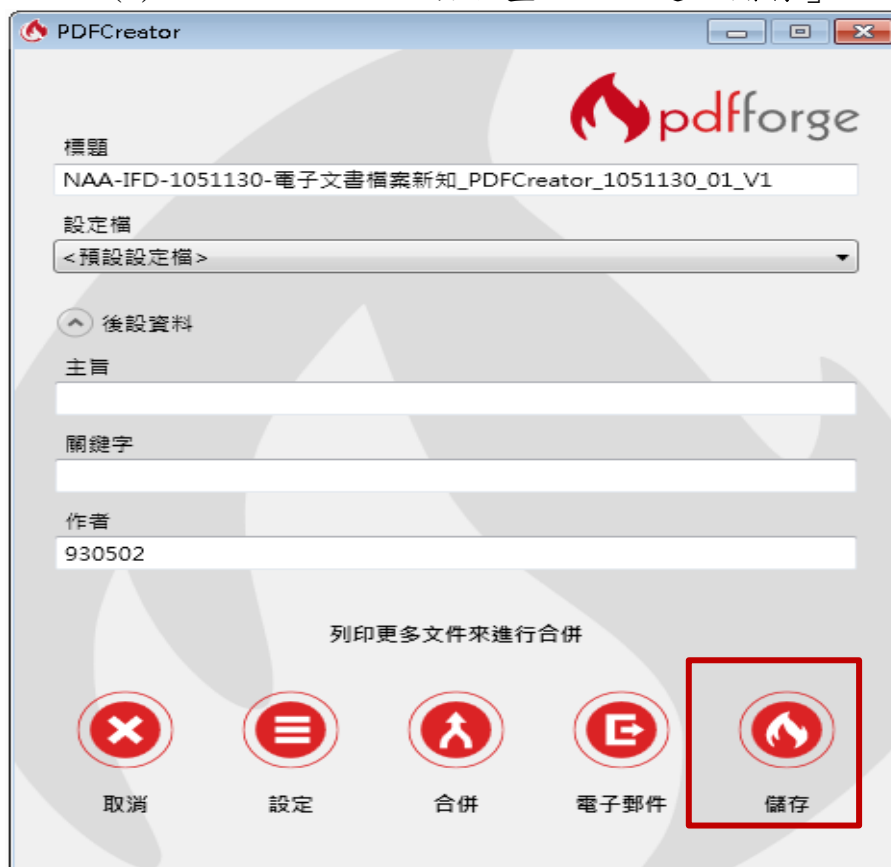 PDFCreator
pdfforge
標題
NAA-IFD-1051130-電子文書檔案新知_PDFCreator_1051130_01_V1
設定檔
<預設設定檔>
後設資料
主旨
關鍵字
作者
930502
列印更多文件來進行合併
取消 設定 合併 電子郵件 儲存